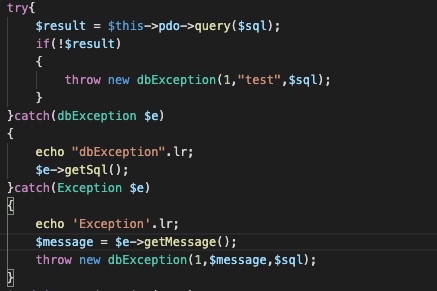 try{
$result = $this->pdo->query($sql);
if(!$result)
{
throw new dbException(1,"test",$sql);
}
}catch(dbException $e)
{
echo "dbException".lr;
$e->getSql();
}catch(Exception $e)
{
echo 'Exception'.lr;
$message = $e->getMessage();
throw new dbException(1,$message,$sql);
}